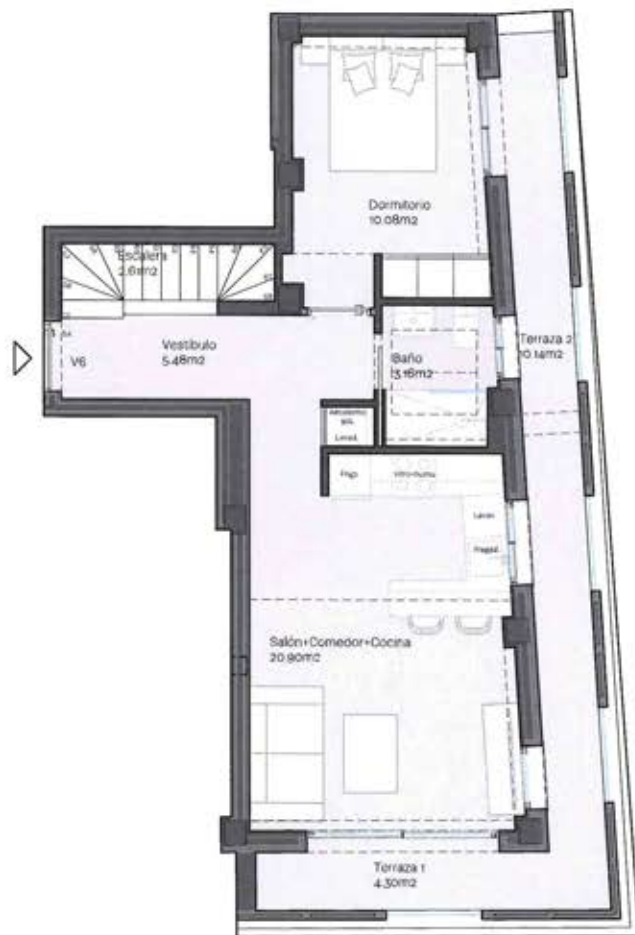 Dormitorio
10.08m2
Escalera
2.61m2
Vestíbulo
5.48m2
V6
Baño
3.16m2
Terraza 2
10.14m2
Frigo
Lavav.
Fregad.
Salón+Comedor+Cocina
20.90m2
Terraza 1
4.30m2